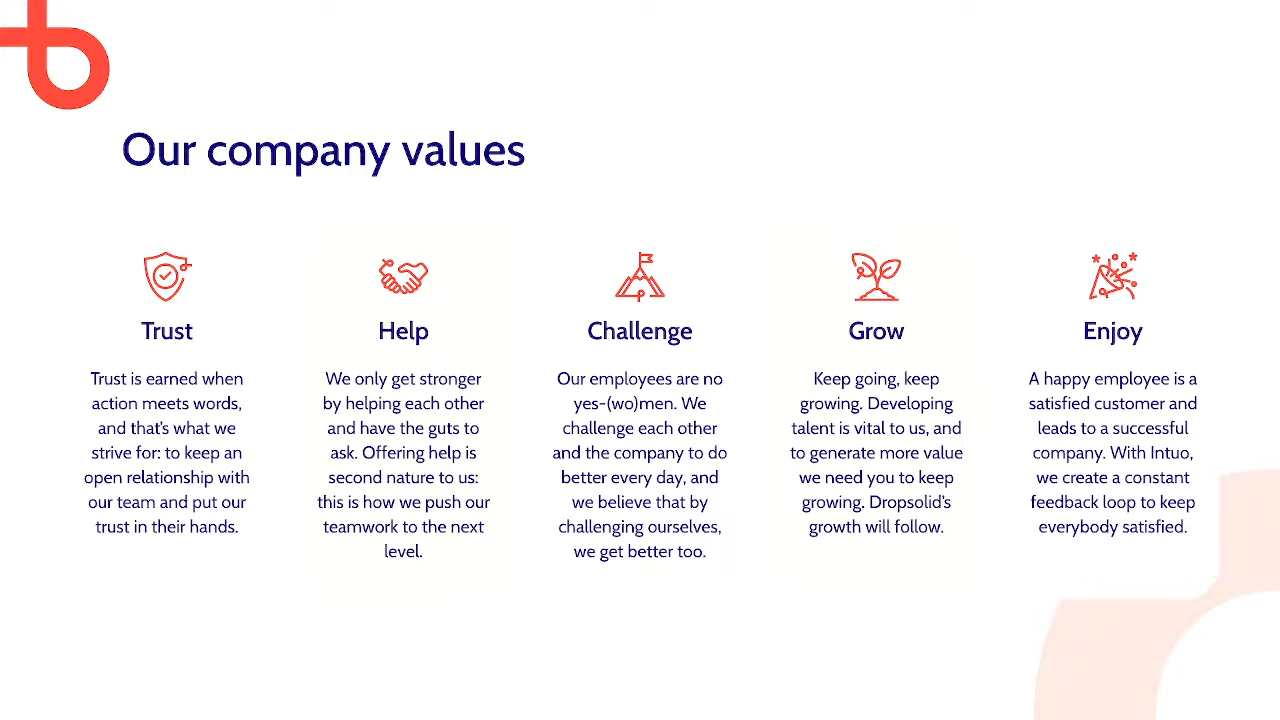 Our company values
Trust
Trust is earned when
action meets words,
and that's what we
strive for: to keep an
open relationship with
our team and put our
trust in their hands.
Help
We only get stronger
by helping each other
and have the guts to
ask. Offering help is
second nature to us:
this is how we push our
teamwork to the next
level.
Challenge
Our employees are no
yes-(wo)men. We
challenge each other
and the company to do
better every day, and
we believe that by
challenging ourselves,
we get better too.
Grow
Keep going, keep
growing. Developing
talent is vital to us, and
to generate more value
we need you to keep
growing. Dropsolid's
growth will follow.
Enjoy
A happy employee is a
satisfied customer and
leads to a successful
company. With Intuo,
we create a constant
feedback loop to keep
everybody satisfied.